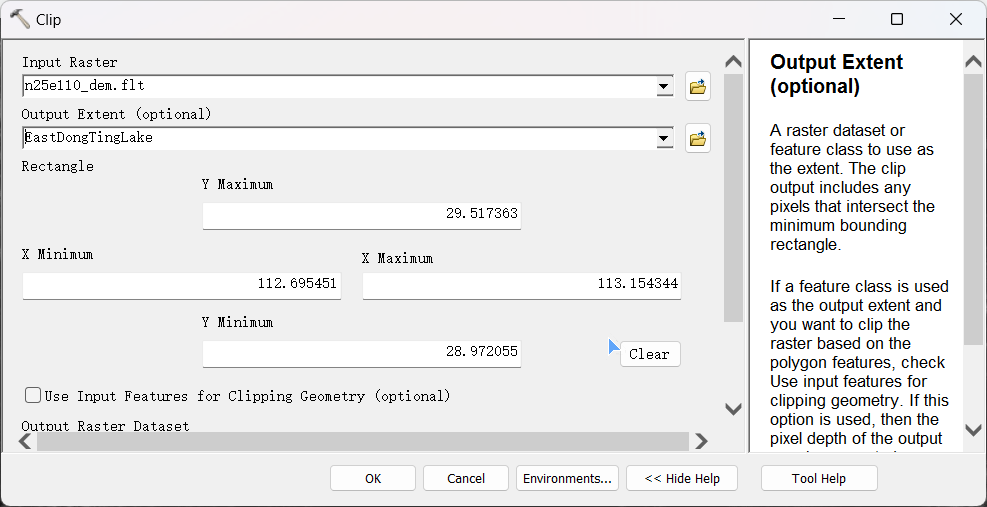 Clip
Input Raster
n25e110_dem.flt
Output Extent (optional)
EastDongTingLake
Rectangle
Y Maximum
29.517363
X Minimum
112.695451
X Maximum
113.154344
Y Minimum
28.972055
Clear
Use Input Features for Clipping Geometry (optional)
Output Raster Dataset
OK
Cancel
Environments...
<< Hide Help
Tool Help
Output Extent
(optional)
A raster dataset or
feature class to use as
the extent. The clip
output includes any
pixels that intersect the
minimum bounding
rectangle.
If a feature class is used
as the output extent and
you want to clip the
raster based on the
polygon features, check
Use input features for
clipping geometry. If this
option is used, then the
pixel depth of the output